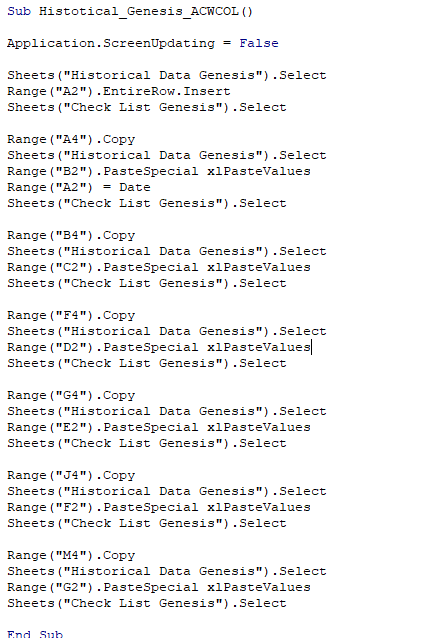 Sub Histotical_Genesis_ACWCOL()
Application.ScreenUpdating = False
Sheets("Historical Data Genesis").Select
Range("A2").EntireRow.Insert
Sheets("Check List Genesis").Select
Range("A4").Copy
Sheets("Historical Data Genesis").Select
Range("B2").PasteSpecial xlPasteValues
Range("A2") = Date
Sheets("Check List Genesis").Select
Range("B4").Copy
Sheets("Historical Data Genesis").Select
Range("C2").PasteSpecial xlPasteValues
Sheets("Check List Genesis").Select
Range("F4").Copy
Sheets("Historical Data Genesis").Select
Range("D2").PasteSpecial xlPasteValues
Sheets("Check List Genesis").Select
Range("G4").Copy
Sheets("Historical Data Genesis").Select
Range("E2").PasteSpecial xlPasteValues
Sheets("Check List Genesis").Select
Range("J4").Copy
Sheets("Historical Data Genesis").Select
Range("F2").PasteSpecial xlPasteValues
Sheets("Check List Genesis").Select
Range("M4").Copy
Sheets("Historical Data Genesis").Select
Range("G2").PasteSpecial xlPasteValues
Sheets("Check List Genesis").Select
End Sub